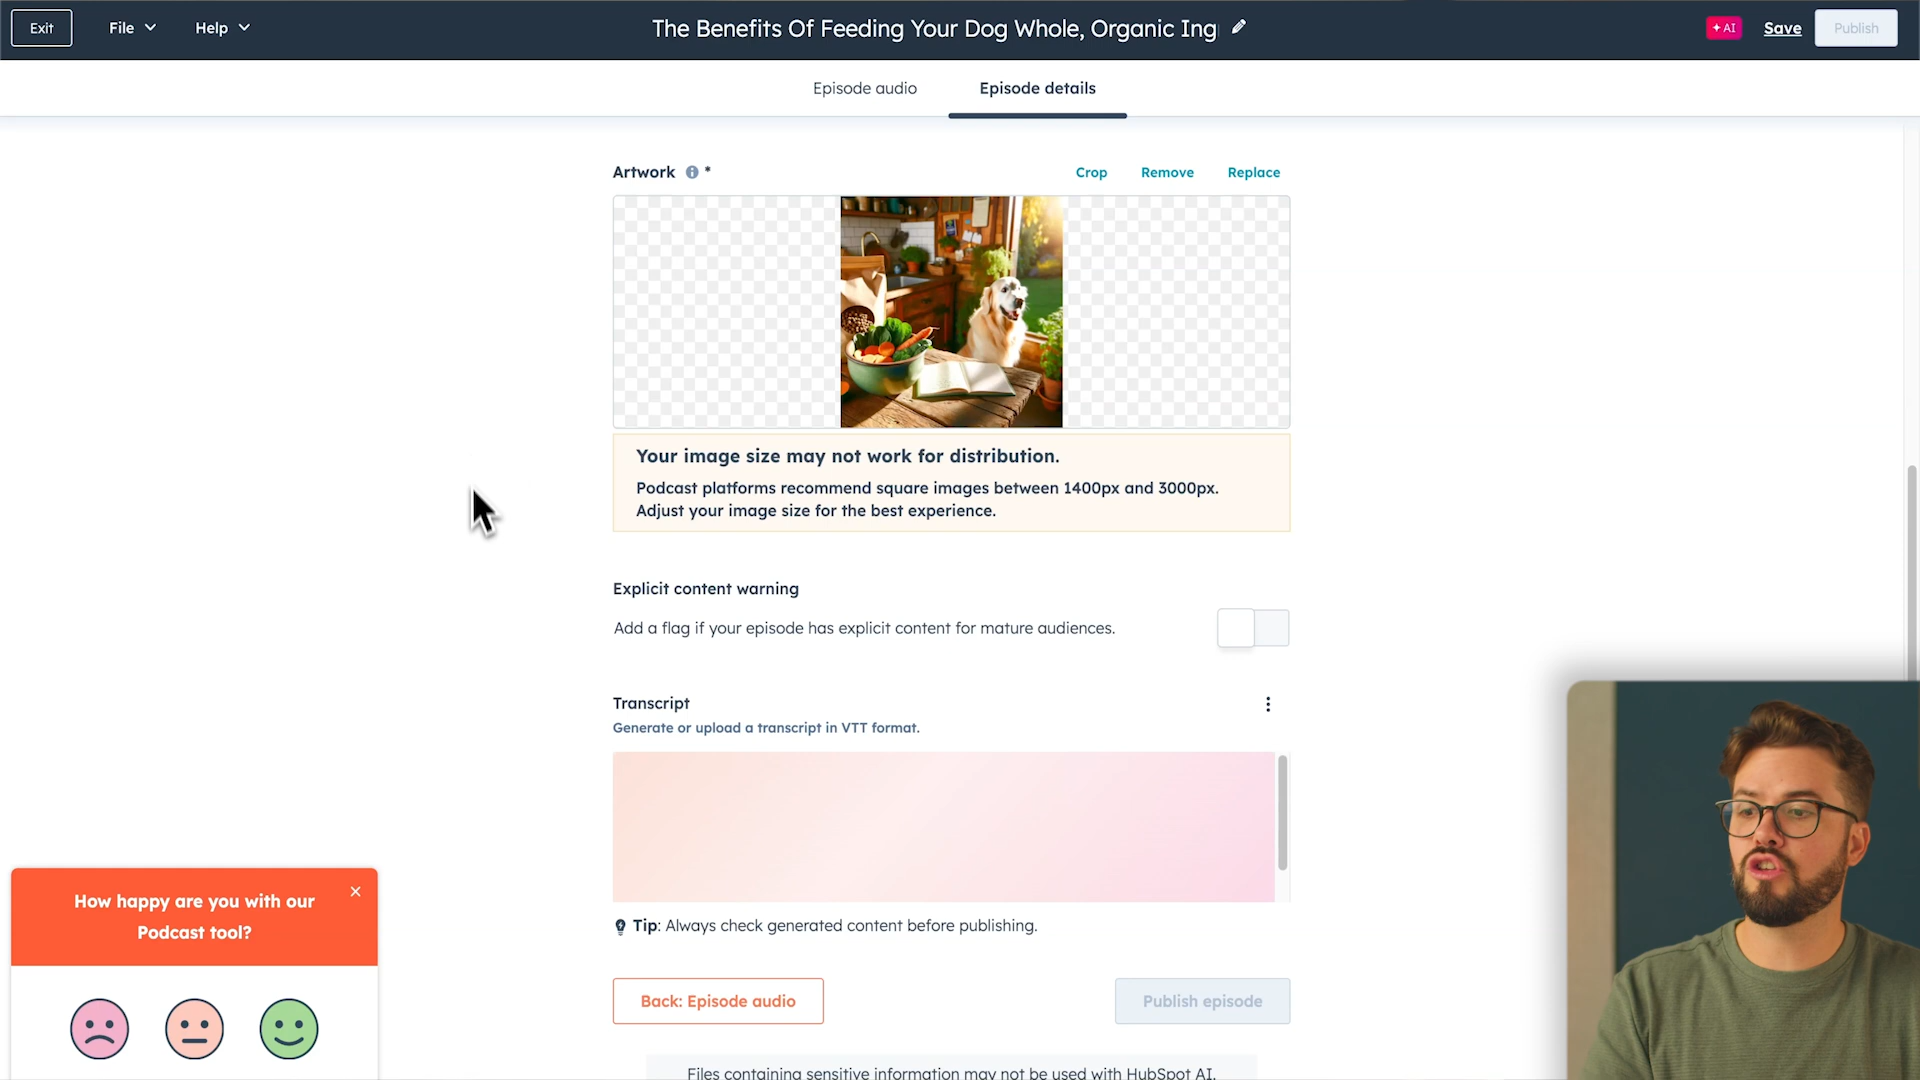 Exit
File
Help
The Benefits Of Feeding Your Dog Whole, Organic Ing
AI
Save
Publish
Episode audio
Episode details
Artwork *
Crop
Remove
Replace
Your image size may not work for distribution.
Podcast platforms recommend square images between 1400px and 3000px.
Adjust your image size for the best experience.
Explicit content warning
Add a flag if your episode has explicit content for mature audiences.
Transcript
Generate or upload a transcript in VTT format.
Tip: Always check generated content before publishing.
How happy are you with our
Podcast tool?
Back: Episode audio
Publish episode
Files containing sensitive information may not be used with HubSpot AI.